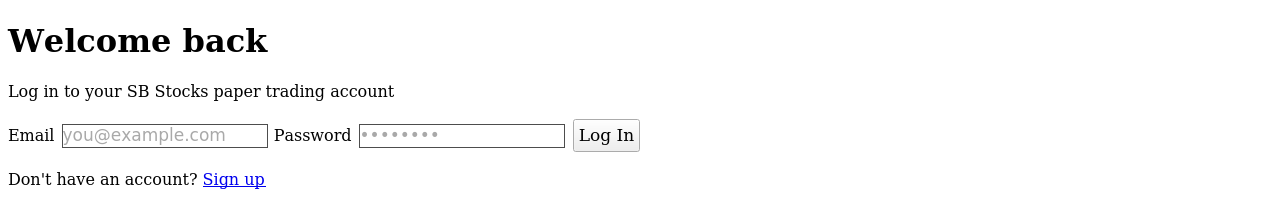 Welcome back
Log in to your SB Stocks paper trading account
Email you@example.com Password •••••••• Log In
Don't have an account? Sign up